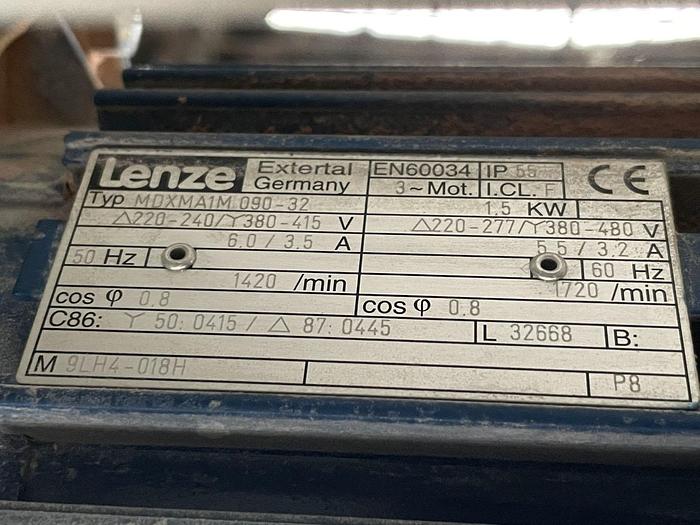 Lenze Extertal Germany EN60034 IP 55 CE
3~Mot. I.CL. F
Typ MDXMA1M 090-32 1,5 KW
△220-240/Y380-415 V △220-277/Y380-480 V
6.0 / 3.5 A 5.5 / 3.2 A
50 Hz 60 Hz
1420 /min 1720 /min
cos φ 0.8 cos φ 0.8
C86: Y 50: 0415 / △ 87: 0445 L 32668 B:
M 9LH4-018H P8